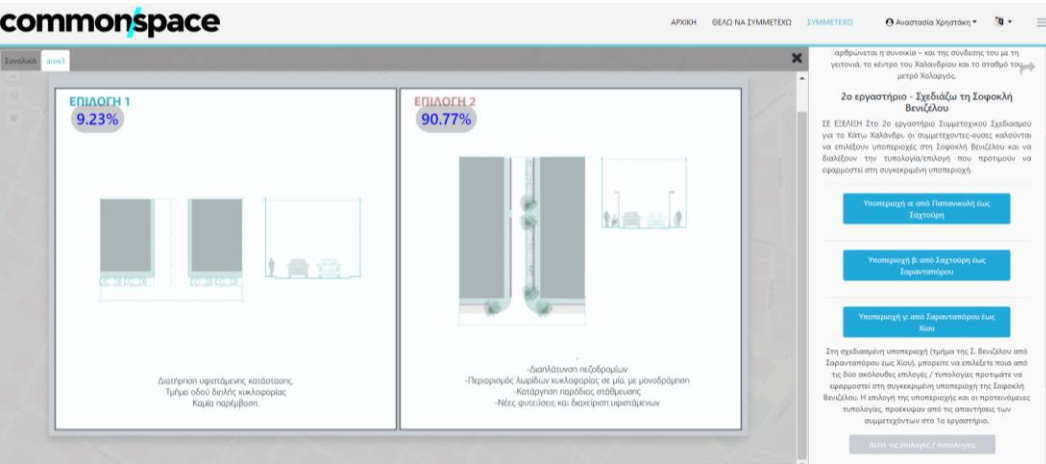 common/space
ΑΡΧΙΚΗ ΘΕΛΩ ΝΑ ΣΥΜΜΕΤΕΧΩ ΣΥΜΜΕΤΕΧΩ Αναστασία Χρηστάκη
Συνολικά area3
ΕΠΙΛΟΓΗ 1
9.23%
Διατήρηση υφιστάμενης κατάστασης.
Τμήμα οδού διπλής κυκλοφορίας
Καμία παρέμβαση.
ΕΠΙΛΟΓΗ 2
90.77%
-Διαπλάτυνση πεζοδρομίων
-Περιορισμός λωρίδων κυκλοφορίας σε μία, με μονοδρόμηση
-Κατάργηση παρόδιας στάθμευσης
-Νέες φυτεύσεις και διαχείριση υφιστάμενων
αρθρώνεται η συνοικία – και της σύνδεσης του με τη
γειτονιά, το κέντρο του Χαλανδρίου και το σταθμό του
μετρό Χολαργός.
2ο εργαστήριο - Σχεδιάζω τη Σοφοκλή
Βενιζέλου
ΣΕ ΕΞΕΛΙΞΗ Στο 2ο εργαστήριο Συμμετοχικού Σχεδιασμού
για το Κάτω Χαλάνδρι, οι συμμετέχοντες-ουσες καλούνται
να επιλέξουν υποπεριοχές στη Σοφοκλή Βενιζέλου και να
διαλέξουν την τυπολογία/επιλογή που προτιμούν να
εφαρμοστεί στη συγκεκριμένη υποπεριοχή.
Υποπεριοχή α: από Παπανικολή έως
Σαχτούρη
Υποπεριοχή β: από Σαχτούρη έως
Σαρανταπόρου
Υποπεριοχή γ: από Σαρανταπόρου έως
Χίου
Στη σχεδιασμένη υποπεριοχή (τμήμα της Σ. Βενιζέλου από
Σαρανταπόρου έως Χίου), μπορείτε να επιλέξετε ποια από
τις δύο ακόλουθες επιλογές / τυπολογίες προτιμάτε να
εφαρμοστεί στη συγκεκριμένη υποπεριοχή της Σοφοκλή
Βενιζέλου. Η επιλογή της υποπεριοχής και οι προτεινόμενες
τυπολογίες, προέκυψαν από τις απαντήσεις των
συμμετεχόντων στο 1ο εργαστήριο.
Δείτε τις επιλογές / τυπολογίες